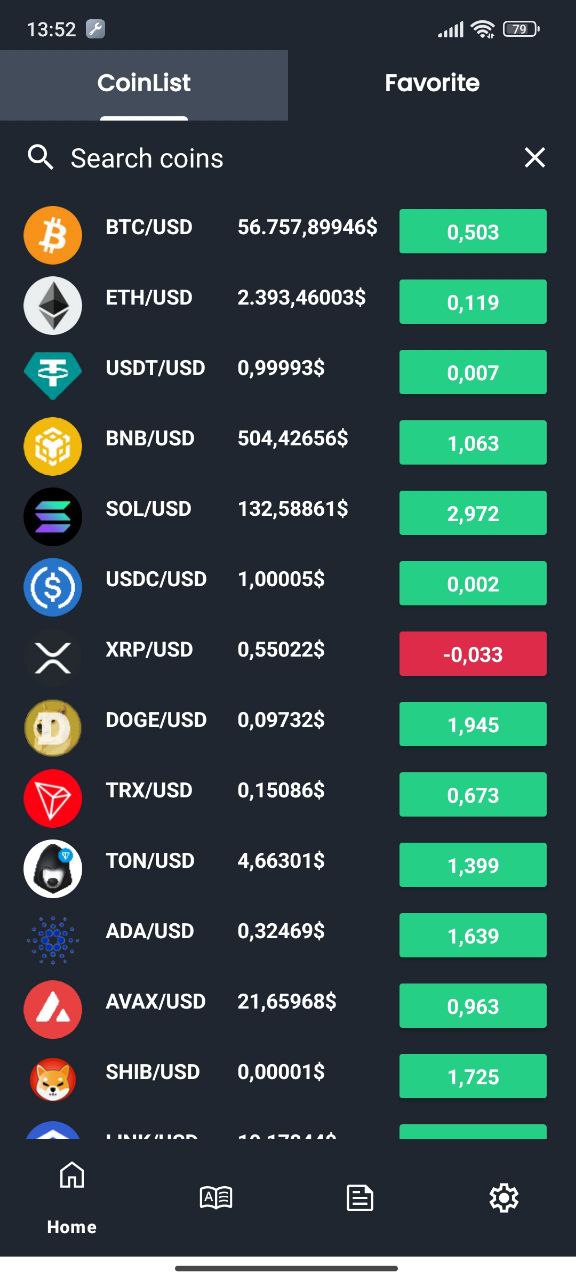 13:52 79
CoinList Favorite
Search coins
BTC/USD 56.757,89946$ 0,503
ETH/USD 2.393,46003$ 0,119
USDT/USD 0,99993$ 0,007
BNB/USD 504,42656$ 1,063
SOL/USD 132,58861$ 2,972
USDC/USD 1,00005$ 0,002
XRP/USD 0,55022$ -0,033
DOGE/USD 0,09732$ 1,945
TRX/USD 0,15086$ 0,673
TON/USD 4,66301$ 1,399
ADA/USD 0,32469$ 1,639
AVAX/USD 21,65968$ 0,963
SHIB/USD 0,00001$ 1,725
LINK/USD
Home